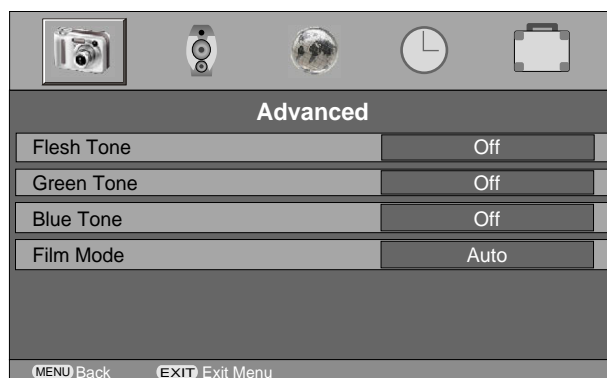 Advanced
Flesh Tone Off
Green Tone Off
Blue Tone Off
Film Mode Auto
MENU Back EXIT Exit Menu